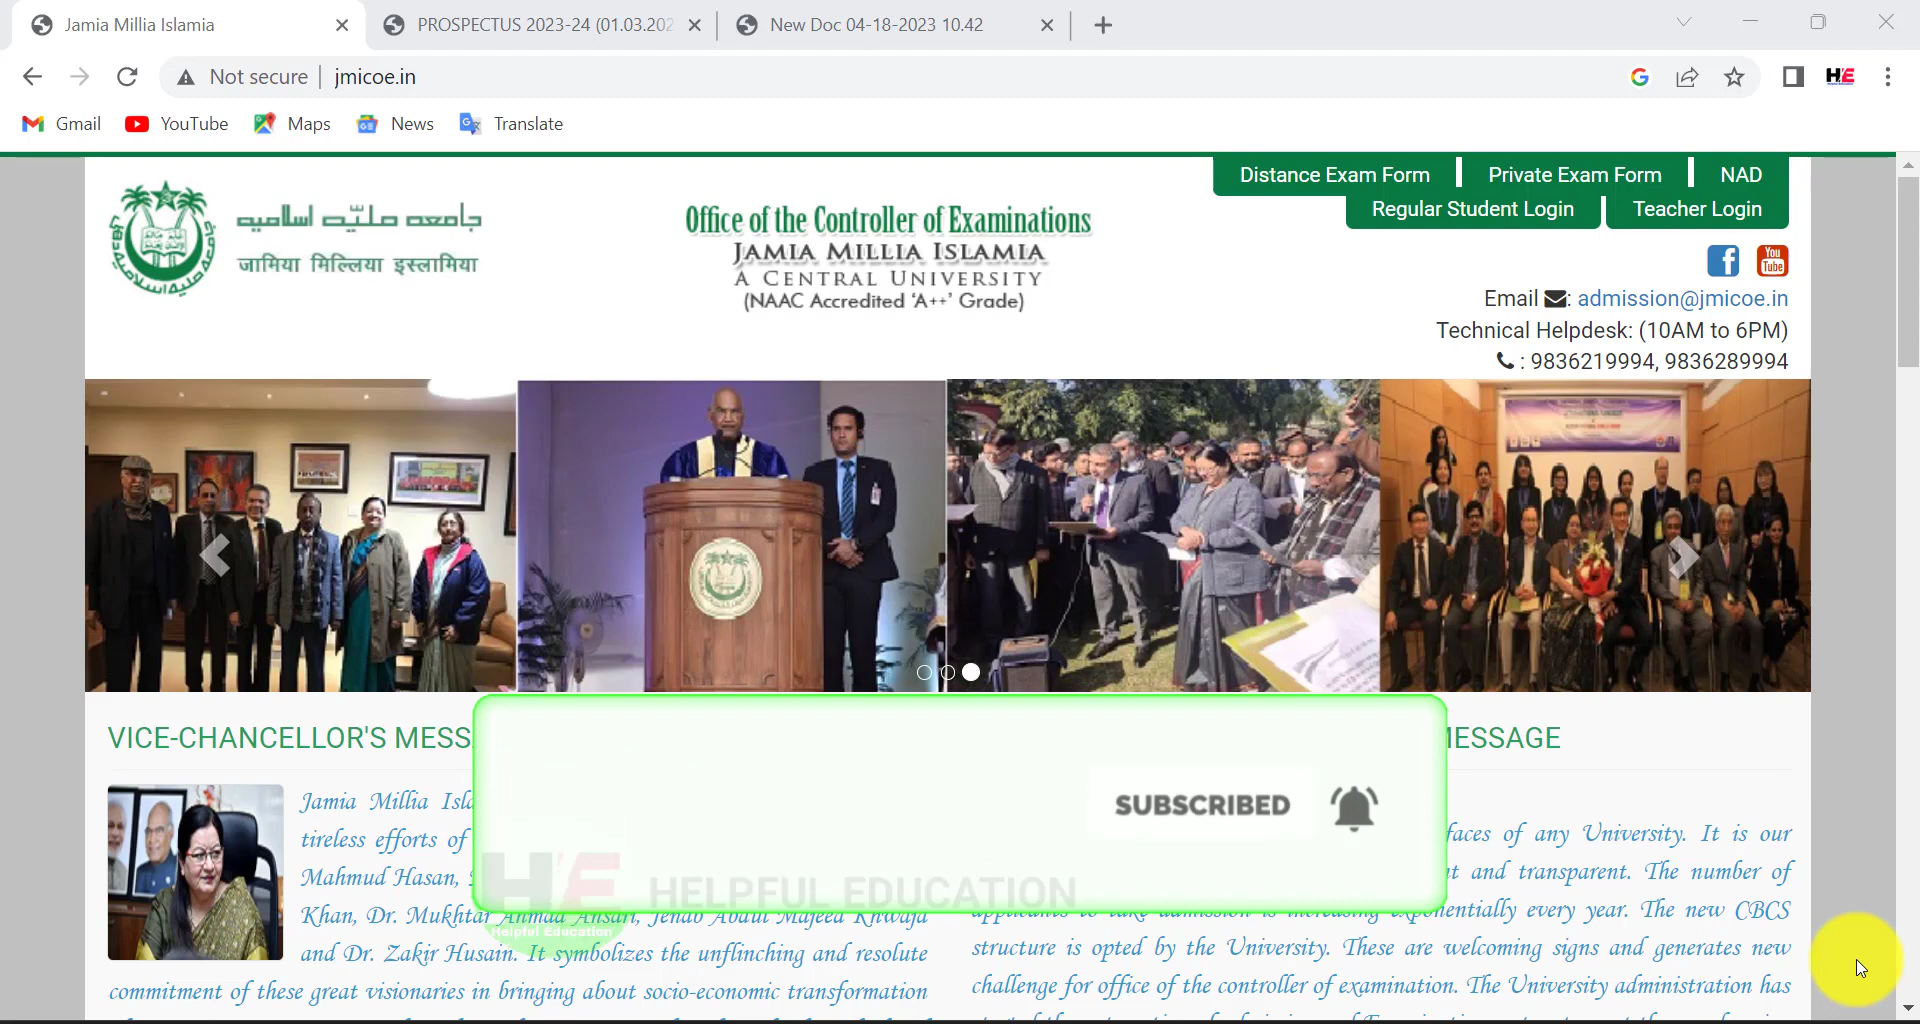 Jamia Millia Islamia
PROSPECTUS 2023-24 (01.03.202
New Doc 04-18-2023 10.42
Not secure
jmicoe.in
H.E
Gmail
YouTube
Maps
News
Translate
Distance Exam Form
Private Exam Form
NAD
Regular Student Login
Teacher Login
جامعه ملیّہ اسلامیہ
जामिया मिल्लिया इस्लामिया
Office of the Controller of Examinations
JAMIA MILLIA ISLAMIA
A CENTRAL UNIVERSITY
(NAAC Accredited ‘A++’ Grade)
You
Tube
Email : admission@jmicoe.in
Technical Helpdesk: (10AM to 6PM)
: 9836219994, 9836289994
VICE-CHANCELLOR'S MESS
MESSAGE
Jamia Millia Isla
tireless efforts of
Mahmud Hasan,
Khan, Dr. Mukhtar Ahmad Ansari, Jenab Abdul Majeed Khwaja
and Dr. Zakir Husain. It symbolizes the unflinching and resolute
commitment of these great visionaries in bringing about socio-economic transformation
SUBSCRIBED
H.E
HELPFUL EDUCATION
Helpful Education
faces of any University. It is our
nt and transparent. The number of
applicants to take admission is increasing exponentially every year. The new CBCS
structure is opted by the University. These are welcoming signs and generates new
challenge for office of the controller of examination. The University administration has